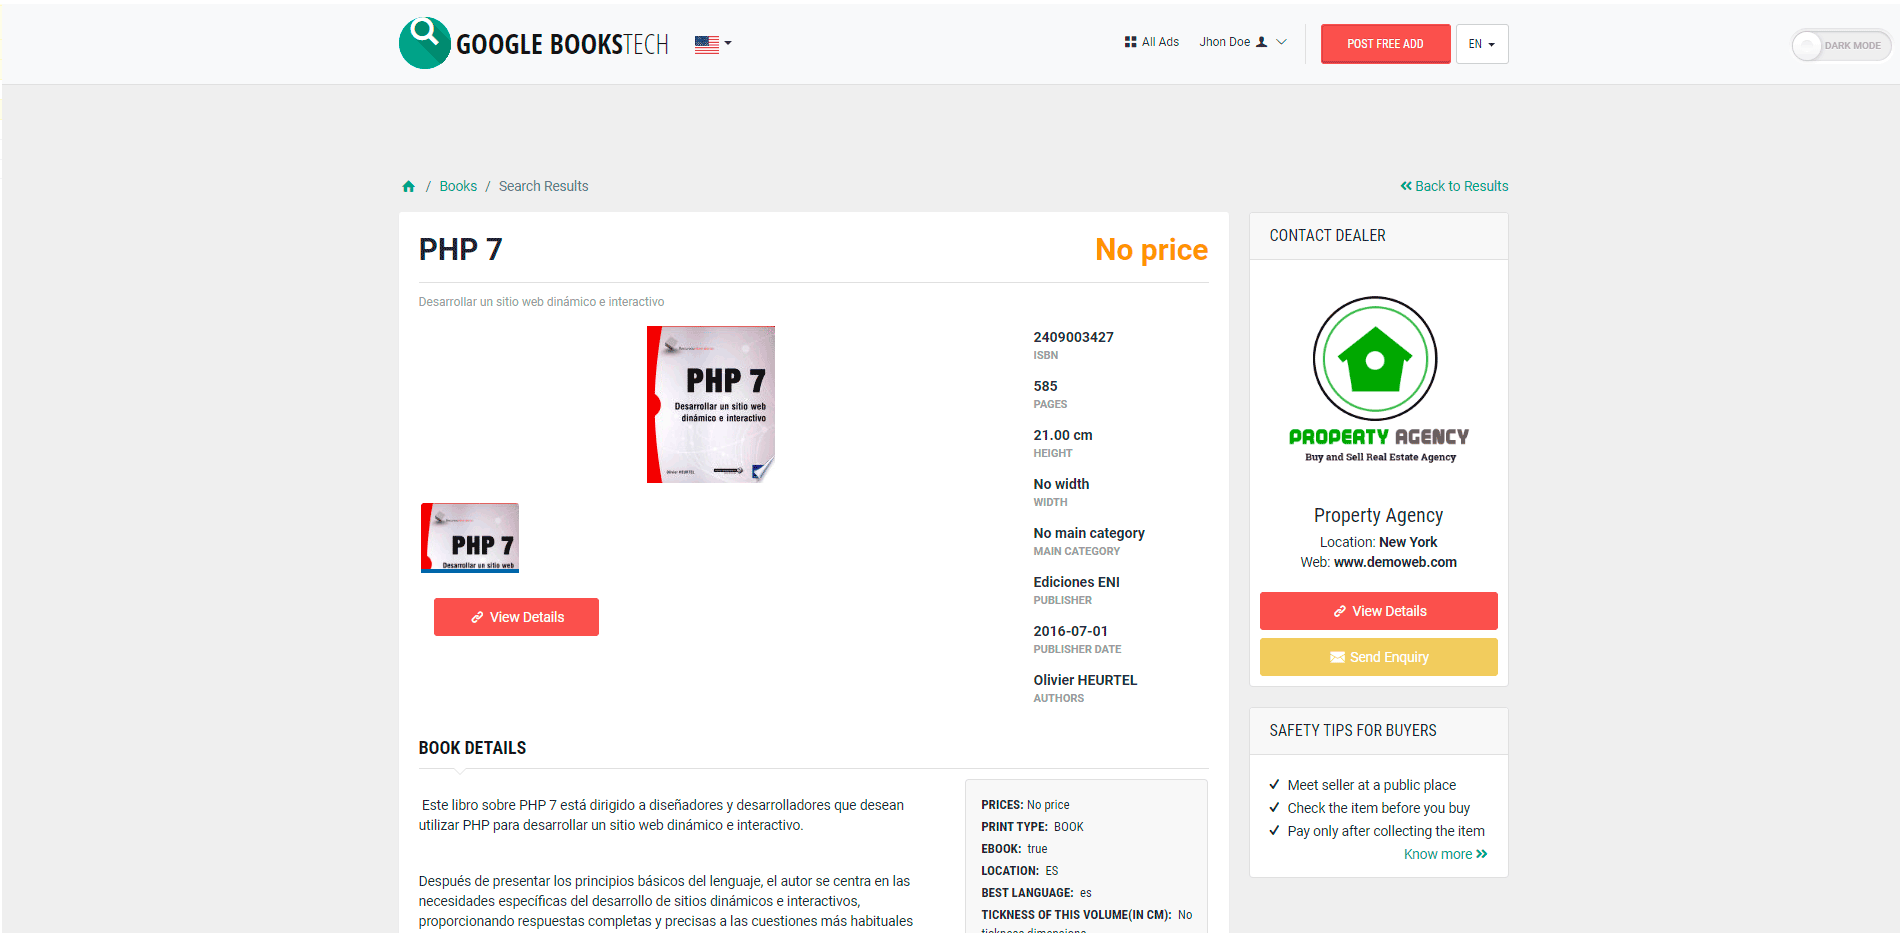 GOOGLE BOOKSTECH
All Ads
Jhon Doe
POST FREE ADD
EN
DARK MODE
/ Books / Search Results
Back to Results
PHP 7
No price
Desarrollar un sitio web dinámico e interactivo
PHP 7
Desarrollar un sitio web
dinámico e interactivo
Olivier HEURTEL
PHP 7
Desarrollar un sitio web
View Details
2409003427
ISBN
585
PAGES
21.00 cm
HEIGHT
No width
WIDTH
No main category
MAIN CATEGORY
Ediciones ENI
PUBLISHER
2016-07-01
PUBLISHER DATE
Olivier HEURTEL
AUTHORS
BOOK DETAILS
Este libro sobre PHP 7 está dirigido a diseñadores y desarrolladores que desean
utilizar PHP para desarrollar un sitio web dinámico e interactivo.
Después de presentar los principios básicos del lenguaje, el autor se centra en las
necesidades específicas del desarrollo de sitios dinámicos e interactivos,
proporcionando respuestas completas y precisas a las cuestiones más habituales
PRICES: No price
PRINT TYPE: BOOK
EBOOK: true
LOCATION: ES
BEST LANGUAGE: es
TICKNESS OF THIS VOLUME(IN CM): No
tickness dimensions
CONTACT DEALER
PROPERTY AGENCY
Buy and Sell Real Estate Agency
Property Agency
Location: New York
Web: www.demoweb.com
View Details
Send Enquiry
SAFETY TIPS FOR BUYERS
Meet seller at a public place
Check the item before you buy
Pay only after collecting the item
Know more